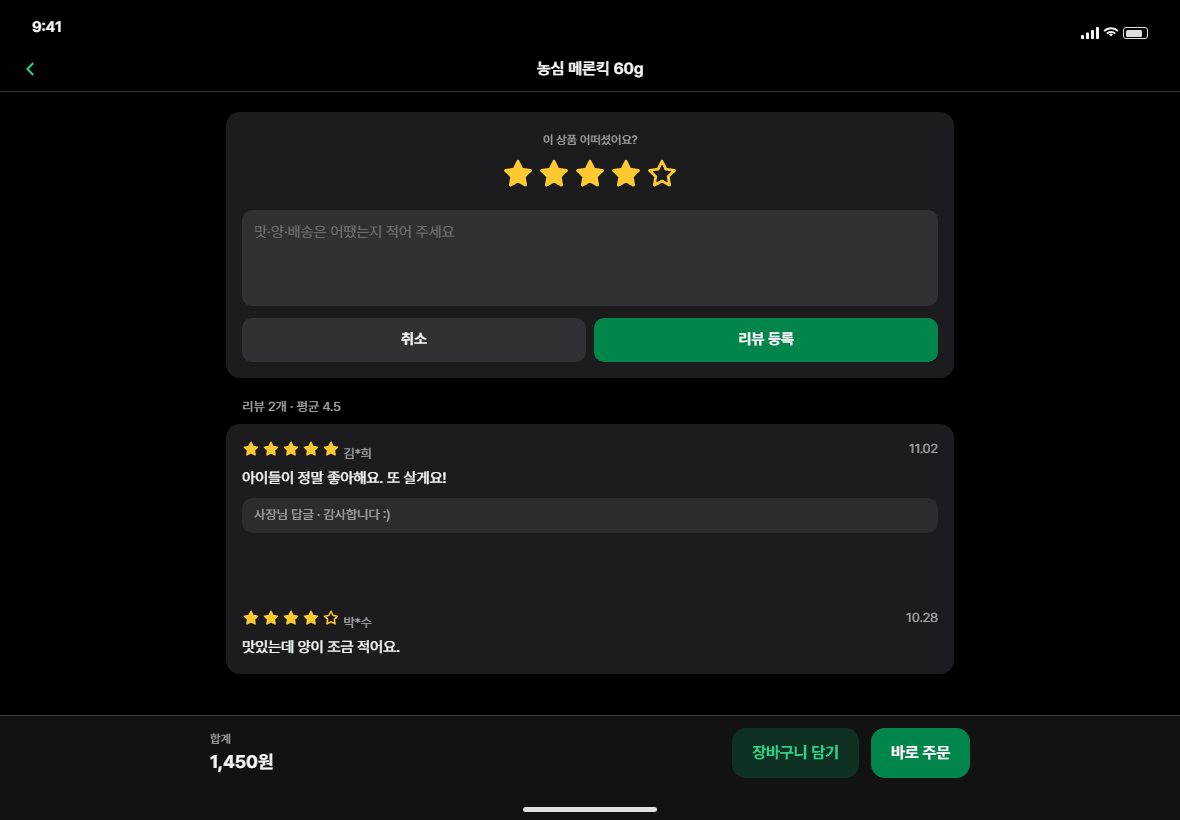 9:41
농심 메론킥 60g
이 상품 어떠셨어요?
맛·양·배송은 어땠는지 적어 주세요
취소
리뷰 등록
리뷰 2개 · 평균 4.5
김*희
11.02
아이들이 정말 좋아해요. 또 살게요!
사장님 답글 · 감사합니다 :)
박*수
10.28
맛있는데 양이 조금 적어요.
합계
1,450원
장바구니 담기
바로 주문